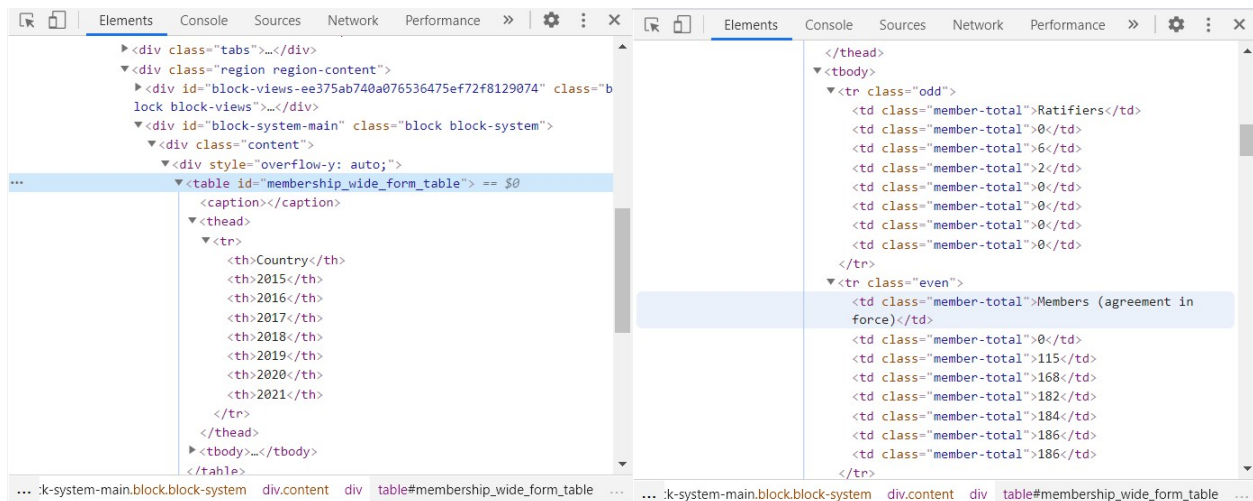 Elements Console Sources Network Performance »
▶<div class="tabs">…</div>
▼<div class="region region-content">
▶<div id="block-views-ee375ab740a076536475ef72f8129074" class="b
lock block-views">…</div>
▼<div id="block-system-main" class="block block-system">
▼<div class="content">
▼<div style="overflow-y: auto;">
… ▼<table id="membership_wide_form_table"> == $0
<caption></caption>
▼<thead>
▼<tr>
<th>Country</th>
<th>2015</th>
<th>2016</th>
<th>2017</th>
<th>2018</th>
<th>2019</th>
<th>2020</th>
<th>2021</th>
</tr>
</thead>
▶<tbody>…</tbody>
</table>
… :k-system-main.block.block-system div.content div table#membership_wide_form_table …
Elements Console Sources Network Performance »
</thead>
▼<tbody>
▼<tr class="odd">
<td class="member-total">Ratifiers</td>
<td class="member-total">0</td>
<td class="member-total">6</td>
<td class="member-total">2</td>
<td class="member-total">0</td>
<td class="member-total">0</td>
<td class="member-total">0</td>
<td class="member-total">0</td>
</tr>
▼<tr class="even">
<td class="member-total">Members (agreement in
force)</td>
<td class="member-total">0</td>
<td class="member-total">115</td>
<td class="member-total">168</td>
<td class="member-total">182</td>
<td class="member-total">184</td>
<td class="member-total">186</td>
<td class="member-total">186</td>
</tr>
… :k-system-main.block.block-system div.content div table#membership_wide_form_table …